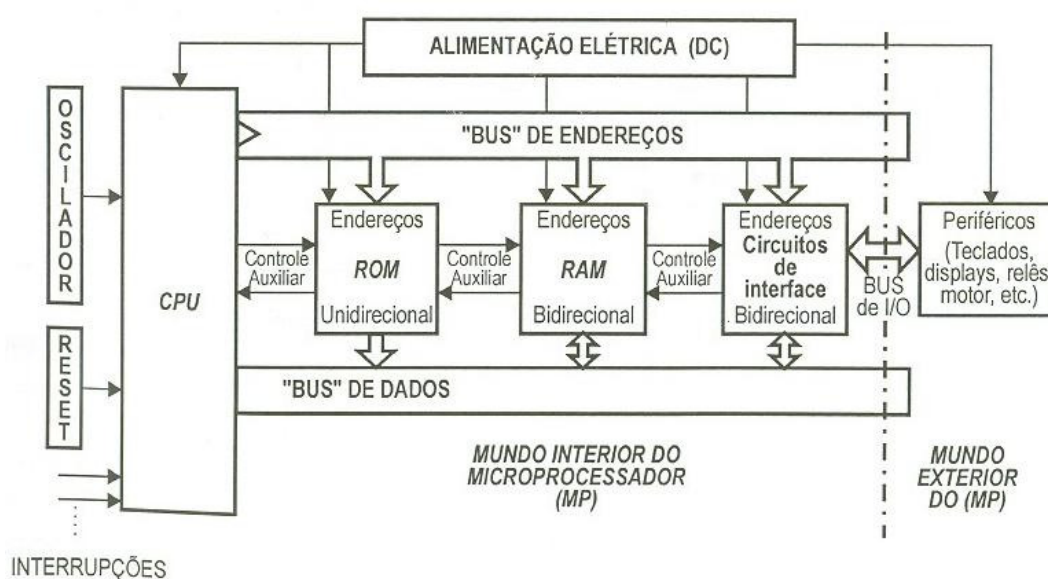 ALIMENTAÇÃO ELÉTRICA (DC)
OSCILADOR
RESET
CPU
"BUS" DE ENDEREÇOS
Endereços
ROM
Unidirecional
Endereços
RAM
Bidirecional
Endereços
Circuitos
de
interface
Bidirecional
Controle
Auxiliar
Controle
Auxiliar
Controle
Auxiliar
BUS
de I/O
Periféricos
(Teclados,
displays, relês
motor, etc.)
"BUS" DE DADOS
MUNDO INTERIOR DO
MICROPROCESSADOR
(MP)
MUNDO
EXTERIOR
DO (MP)
INTERRUPÇÕES